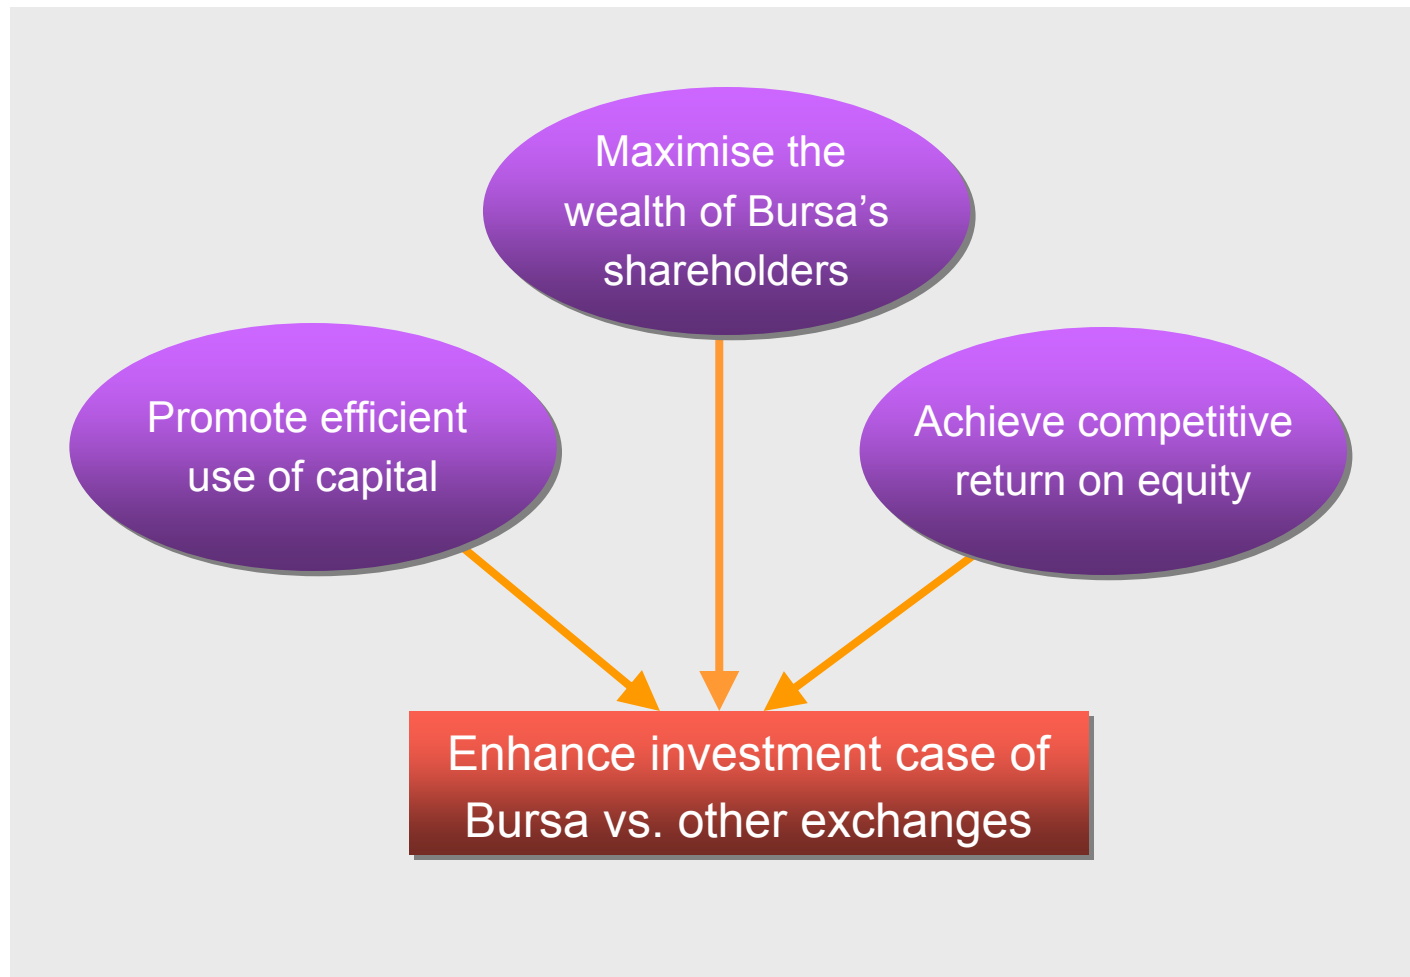 Maximise the
wealth of Bursa’s
shareholders
Promote efficient
use of capital
Achieve competitive
return on equity
Enhance investment case of
Bursa vs. other exchanges